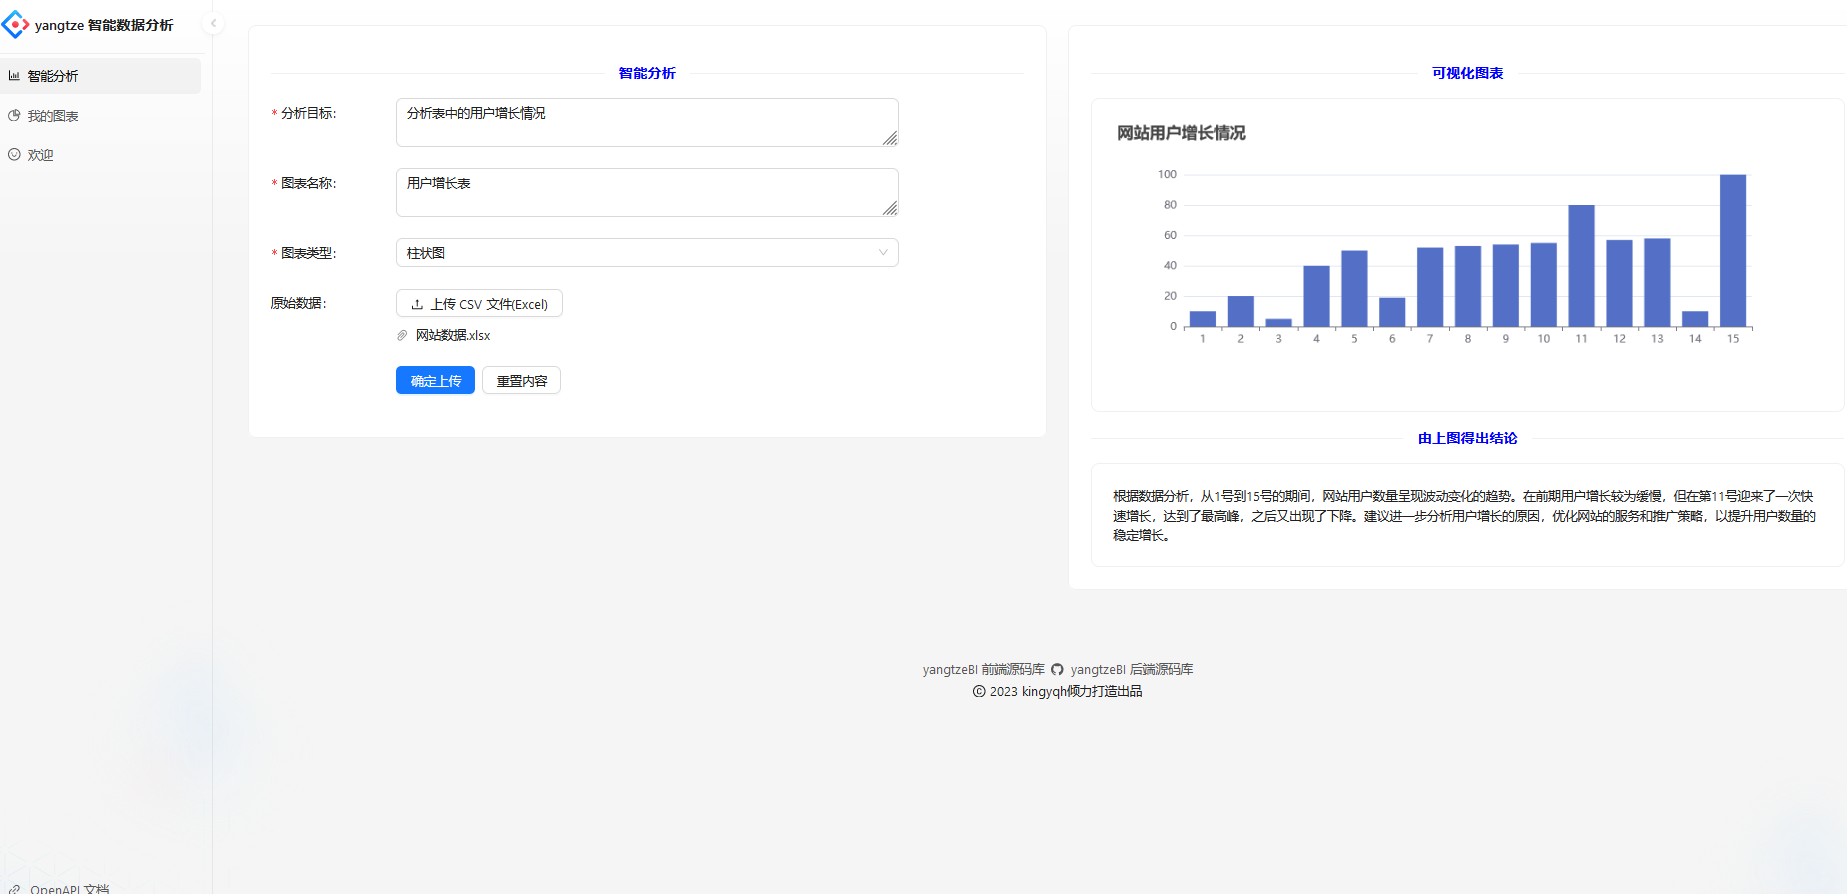 yangtze 智能数据分析
智能分析
我的图表
欢迎
OpenAPI 文档
智能分析
* 分析目标:
分析表中的用户增长情况
* 图表名称:
用户增长表
* 图表类型:
柱状图
原始数据:
上传 CSV 文件(Excel)
网站数据.xlsx
确定上传
重置内容
可视化图表
网站用户增长情况
100
80
60
40
20
0
1 2 3 4 5 6 7 8 9 10 11 12 13 14 15
由上图得出结论
根据数据分析，从1号到15号的期间，网站用户数量呈现波动变化的趋势。在前期用户增长较为缓慢，但在第11号迎来了一次快
速增长，达到了最高峰，之后又出现了下降。建议进一步分析用户增长的原因，优化网站的服务和推广策略，以提升用户数量的
稳定增长。
yangtzeBI 前端源码库 yangtzeBI 后端源码库
© 2023 kingyqh倾力打造出品